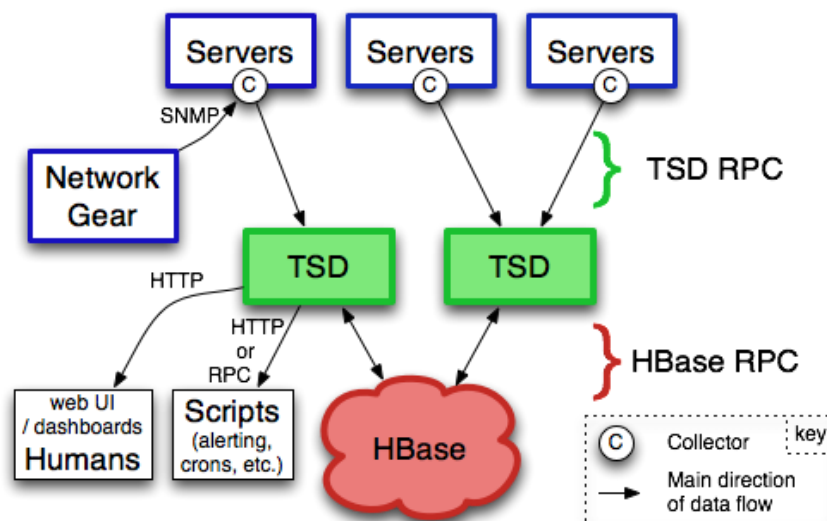 Servers
Servers
Servers
C
C
C
SNMP
Network
Gear
TSD RPC
TSD
TSD
HTTP
HTTP
or
RPC
HBase RPC
web UI
/ dashboards
Humans
Scripts
(alerting,
crons, etc.)
HBase
key
C
Collector
Main direction
of data flow